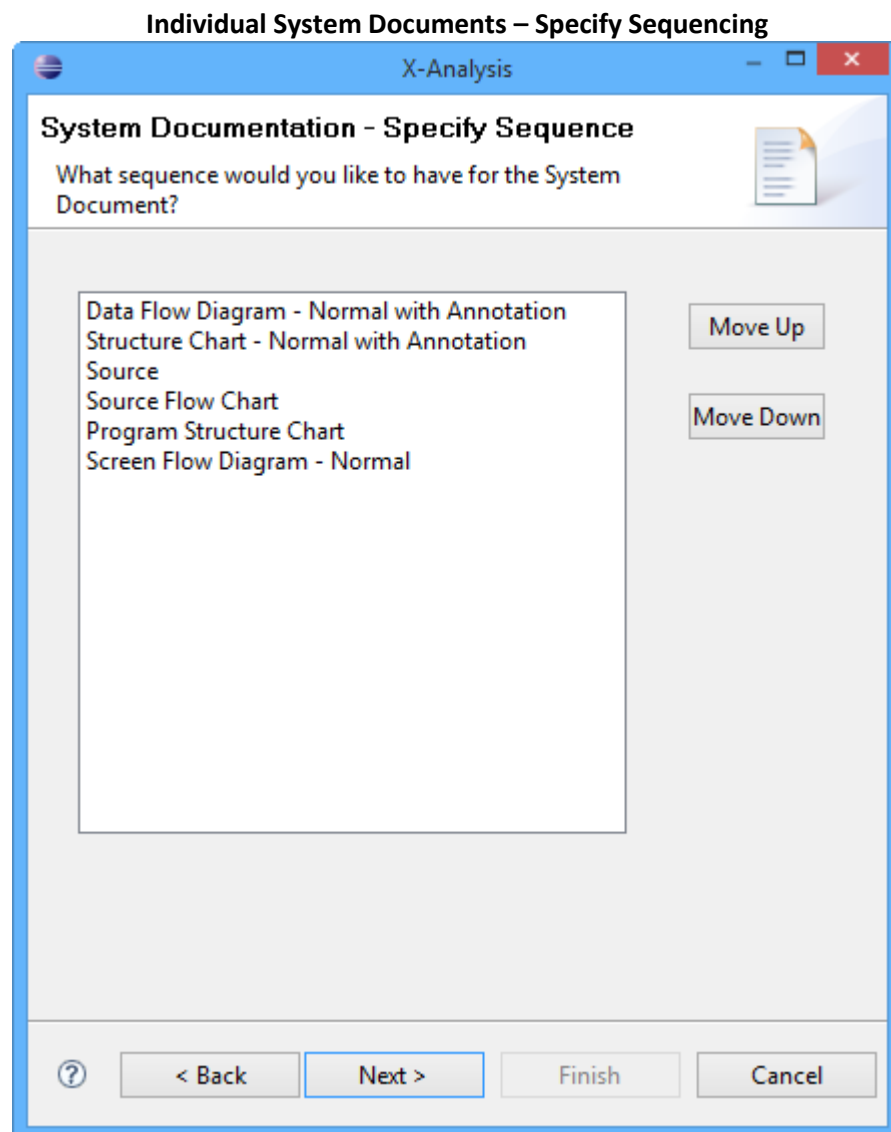 Individual System Documents – Specify Sequencing
X-Analysis
System Documentation - Specify Sequence
What sequence would you like to have for the System
Document?
Data Flow Diagram - Normal with Annotation
Structure Chart - Normal with Annotation
Source
Source Flow Chart
Program Structure Chart
Screen Flow Diagram - Normal
Move Up
Move Down
? < Back Next > Finish Cancel